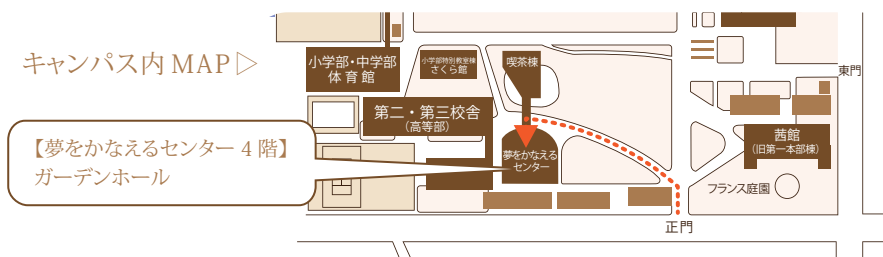 キャンパス内 MAP ▷
小学部・中学部
体育館
小学部特別教室棟
さくら館
喫茶棟
東門
第二・第三校舎
(高等部)
茜館
(旧第一本部棟)
【夢をかなえるセンター 4 階】
ガーデンホール
夢をかなえる
センター
フランス庭園
正門